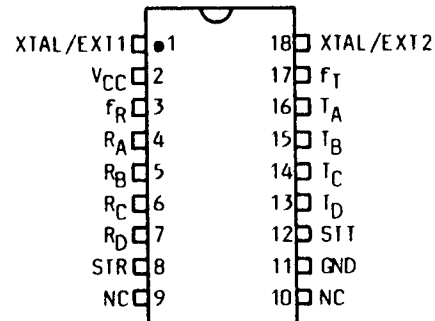 XTAL/EXT1 1 18 XTAL/EXT2
VCC 2 17 fT
fR 3 16 TA
RA 4 15 TB
RB 5 14 TC
RC 6 13 TD
RD 7 12 STT
STR 8 11 GND
NC 9 10 NC